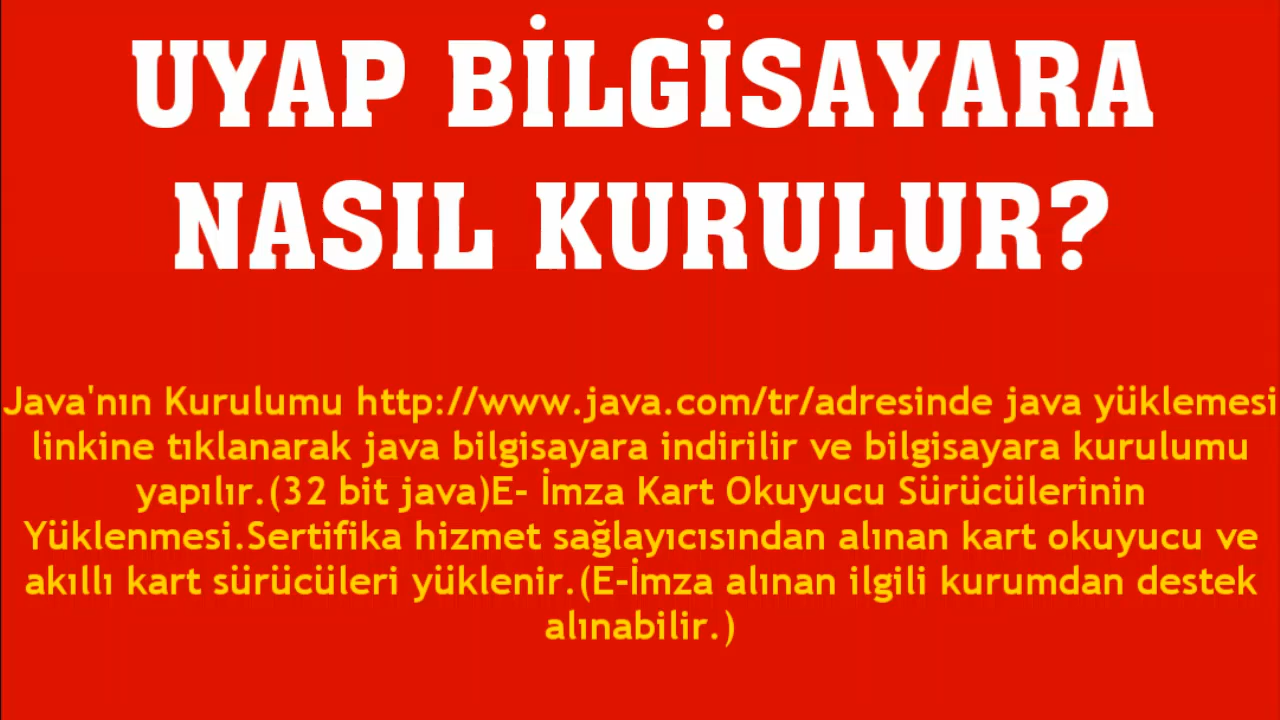 UYAP BİLGİSAYARA
NASIL KURULUR?
Java'nın Kurulumu http://www.java.com/tr/adresinde java yüklemesi
linkine tıklanarak java bilgisayara indirilir ve bilgisayara kurulumu
yapılır.(32 bit java)E- İmza Kart Okuyucu Sürücülerinin
Yüklenmesi.Sertifika hizmet sağlayıcısından alınan kart okuyucu ve
akıllı kart sürücüleri yüklenir.(E-İmza alınan ilgili kurumdan destek
alınabilir.)